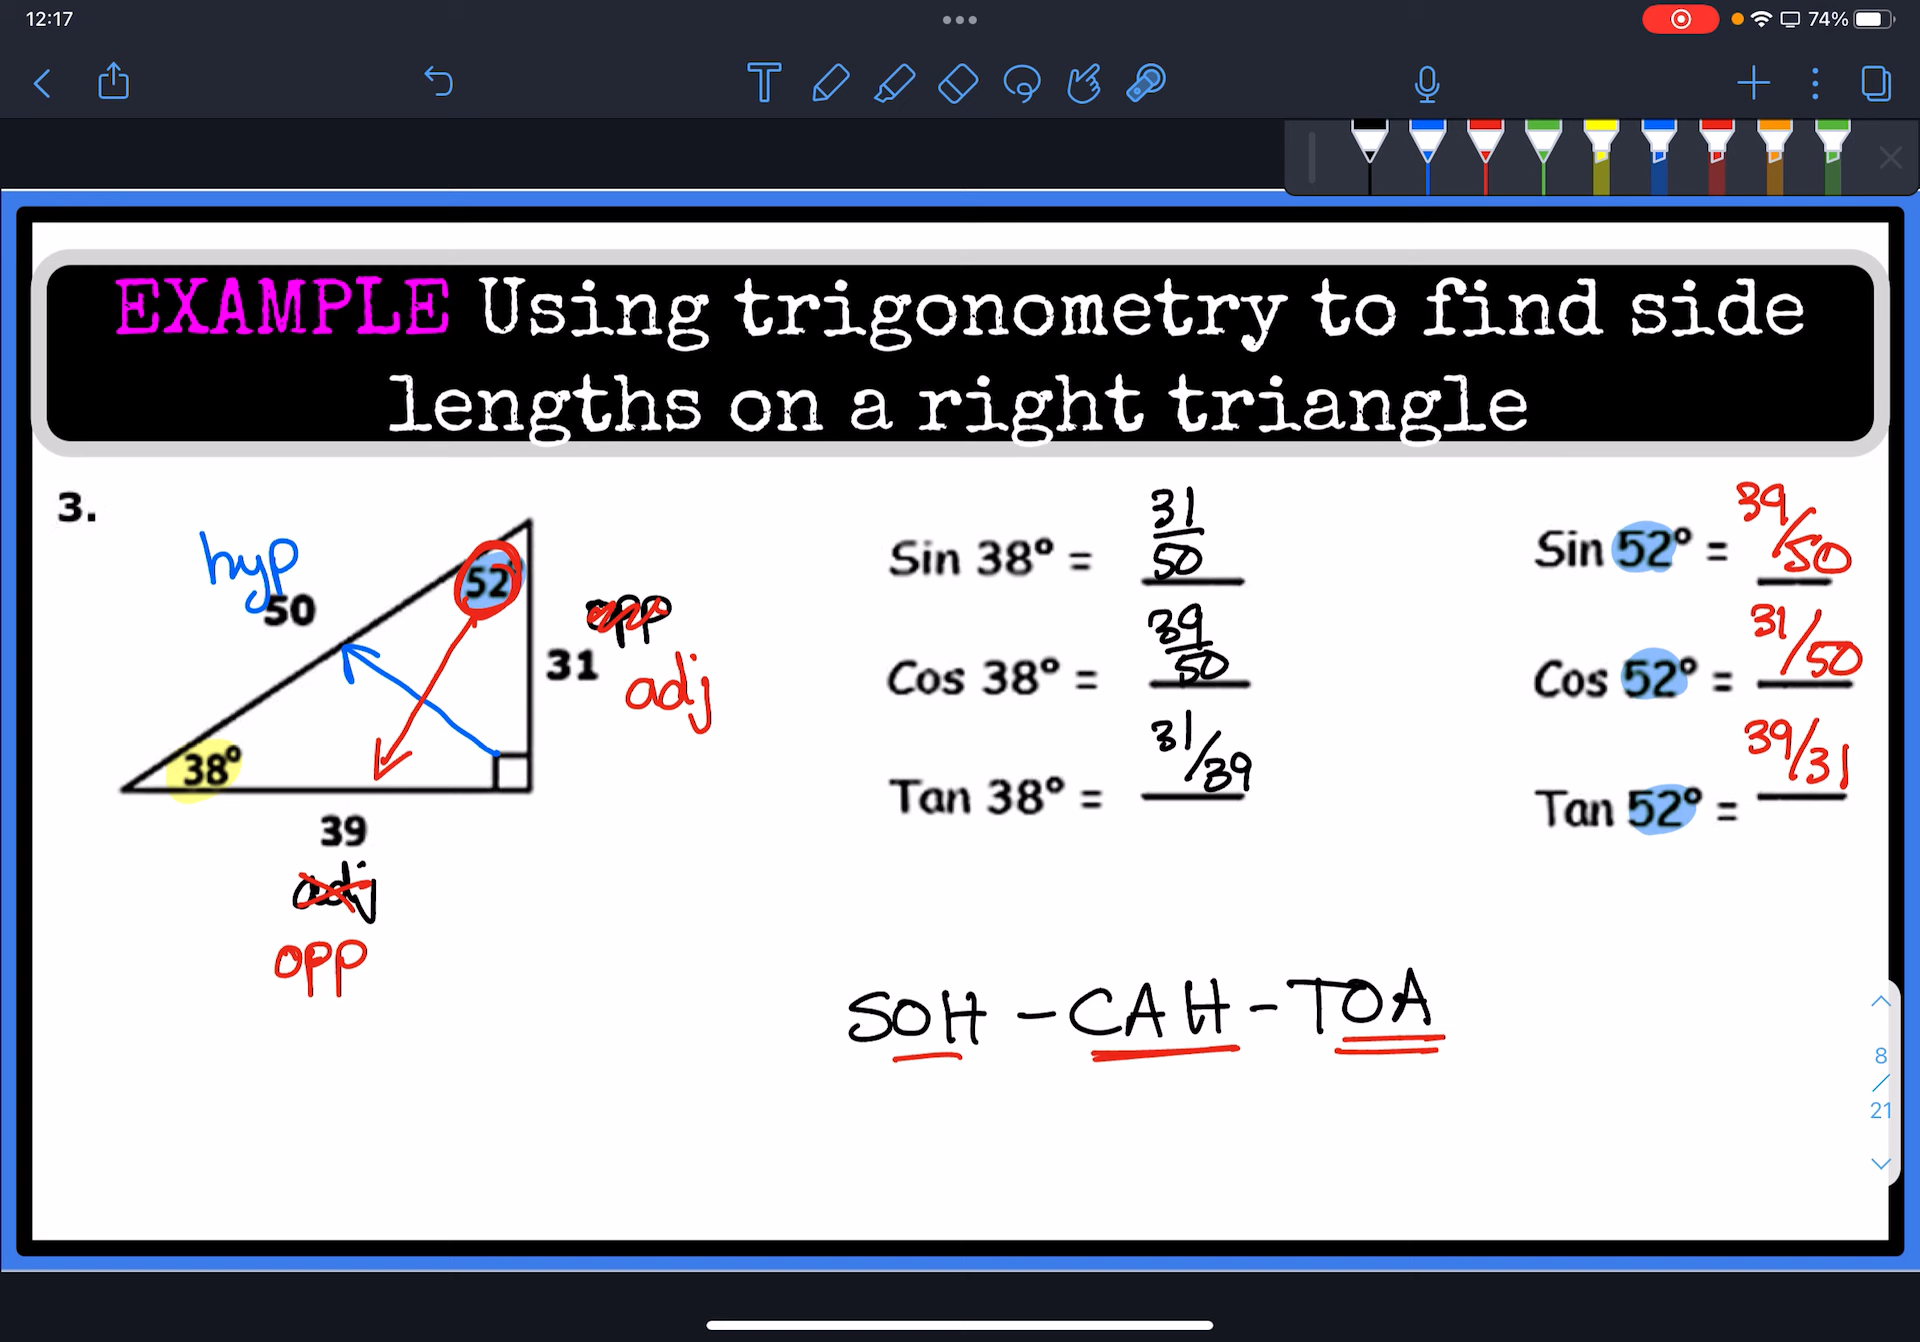 12:17
74%
EXAMPLE Using trigonometry to find side
lengths on a right triangle
3.
hyp
50
52°
opp
31
adj
38°
39
adj
opp
Sin 38° = 31/50
Cos 38° = 39/50
Tan 38° = 31/39
Sin 52° = 39/50
Cos 52° = 31/50
Tan 52° = 39/31
SOH - CAH - TOA
8
/
21